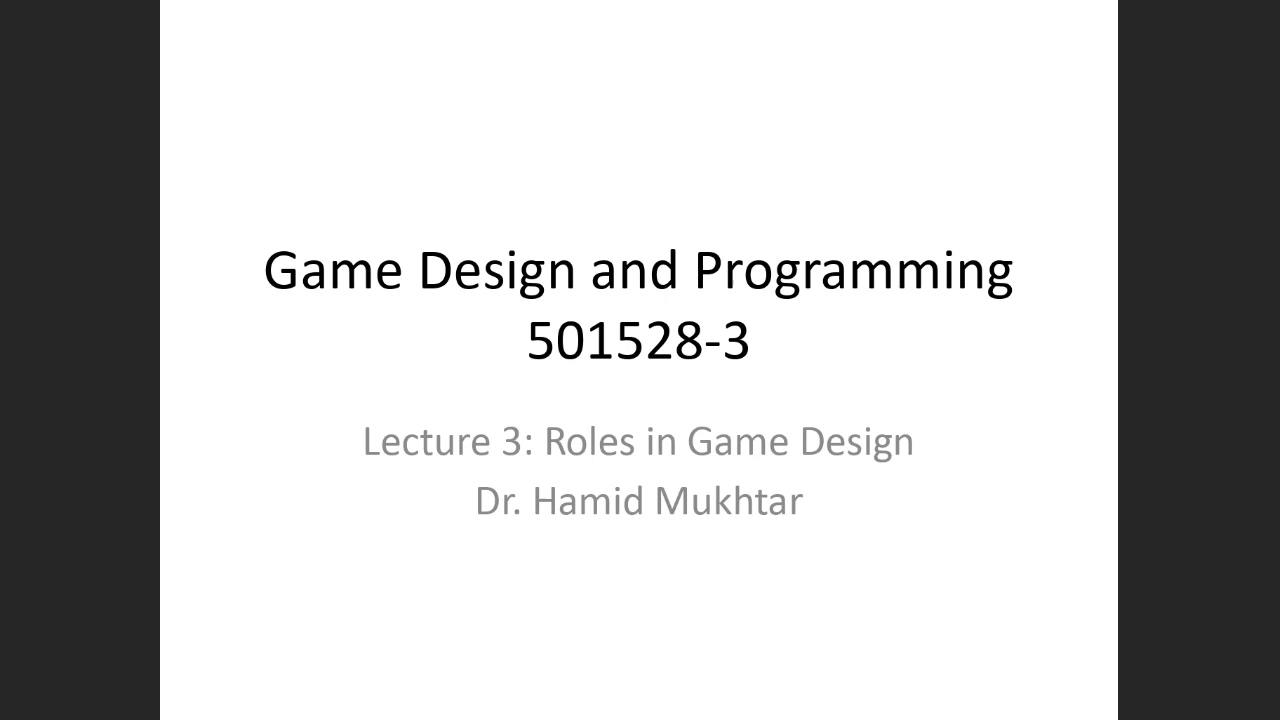 Game Design and Programming
501528-3
Lecture 3: Roles in Game Design
Dr. Hamid Mukhtar